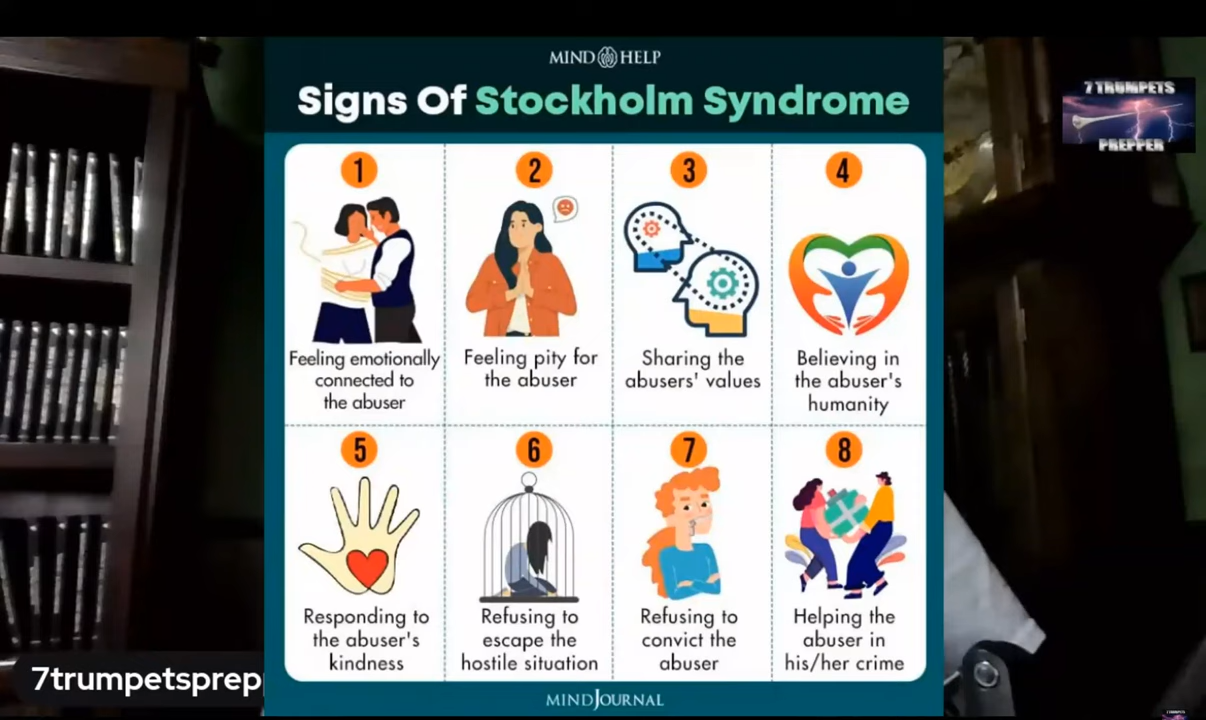 MIND HELP
Signs Of Stockholm Syndrome
7 TRUMPETS
PREPPER
1
2
3
4
Feeling emotionally
connected to
the abuser
Feeling pity for
the abuser
Sharing the
abusers' values
Believing in
the abuser's
humanity
5
6
7
8
Responding to
the abuser's
kindness
Refusing to
escape the
hostile situation
Refusing to
convict the
abuser
Helping the
abuser in
his/her crime
7trumpetsprep
MINDJOURNAL